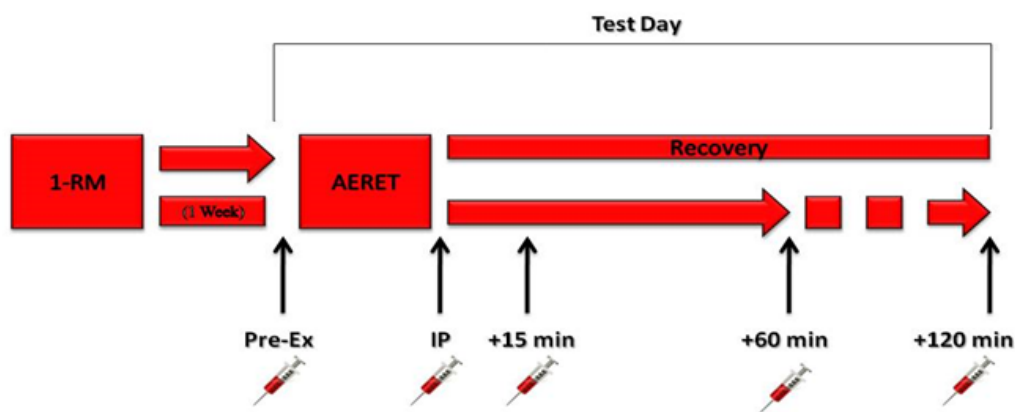 Test Day
1-RM
(1 Week)
AERET
Recovery
Pre-Ex
IP
+15 min
+60 min
+120 min